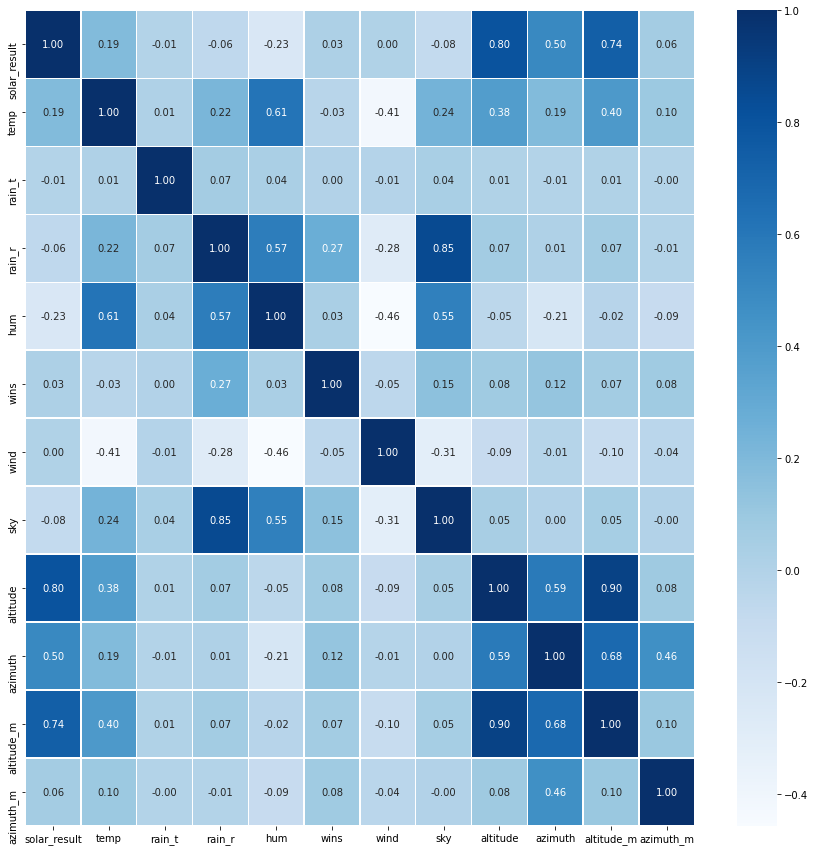 solar_result 1.00 0.19 -0.01 -0.06 -0.23 0.03 0.00 -0.08 0.80 0.50 0.74 0.06
temp 0.19 1.00 0.01 0.22 0.61 -0.03 -0.41 0.24 0.38 0.19 0.40 0.10
rain_t -0.01 0.01 1.00 0.07 0.04 0.00 -0.01 0.04 0.01 -0.01 0.01 -0.00
rain_r -0.06 0.22 0.07 1.00 0.57 0.27 -0.28 0.85 0.07 0.01 0.07 -0.01
hum -0.23 0.61 0.04 0.57 1.00 0.03 -0.46 0.55 -0.05 -0.21 -0.02 -0.09
wins 0.03 -0.03 0.00 0.27 0.03 1.00 -0.05 0.15 0.08 0.12 0.07 0.08
wind 0.00 -0.41 -0.01 -0.28 -0.46 -0.05 1.00 -0.31 -0.09 -0.01 -0.10 -0.04
sky -0.08 0.24 0.04 0.85 0.55 0.15 -0.31 1.00 0.05 0.00 0.05 -0.00
altitude 0.80 0.38 0.01 0.07 -0.05 0.08 -0.09 0.05 1.00 0.59 0.90 0.08
azimuth 0.50 0.19 -0.01 0.01 -0.21 0.12 -0.01 0.00 0.59 1.00 0.68 0.46
altitude_m 0.74 0.40 0.01 0.07 -0.02 0.07 -0.10 0.05 0.90 0.68 1.00 0.10
azimuth_m 0.06 0.10 -0.00 -0.01 -0.09 0.08 -0.04 -0.00 0.08 0.46 0.10 1.00
solar_result temp rain_t rain_r hum wins wind sky altitude azimuth altitude_m azimuth_m
1.0
0.8
0.6
0.4
0.2
0.0
−0.2
−0.4